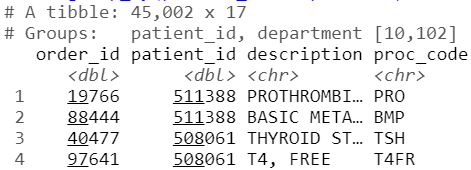 # A tibble: 45,002 x 17
# Groups:   patient_id, department [10,102]
order_id patient_id description proc_code
<dbl> <dbl> <chr> <chr>
1 19766 511388 PROTHROMBI… PRO
2 88444 511388 BASIC META… BMP
3 40477 508061 THYROID ST… TSH
4 97641 508061 T4, FREE T4FR